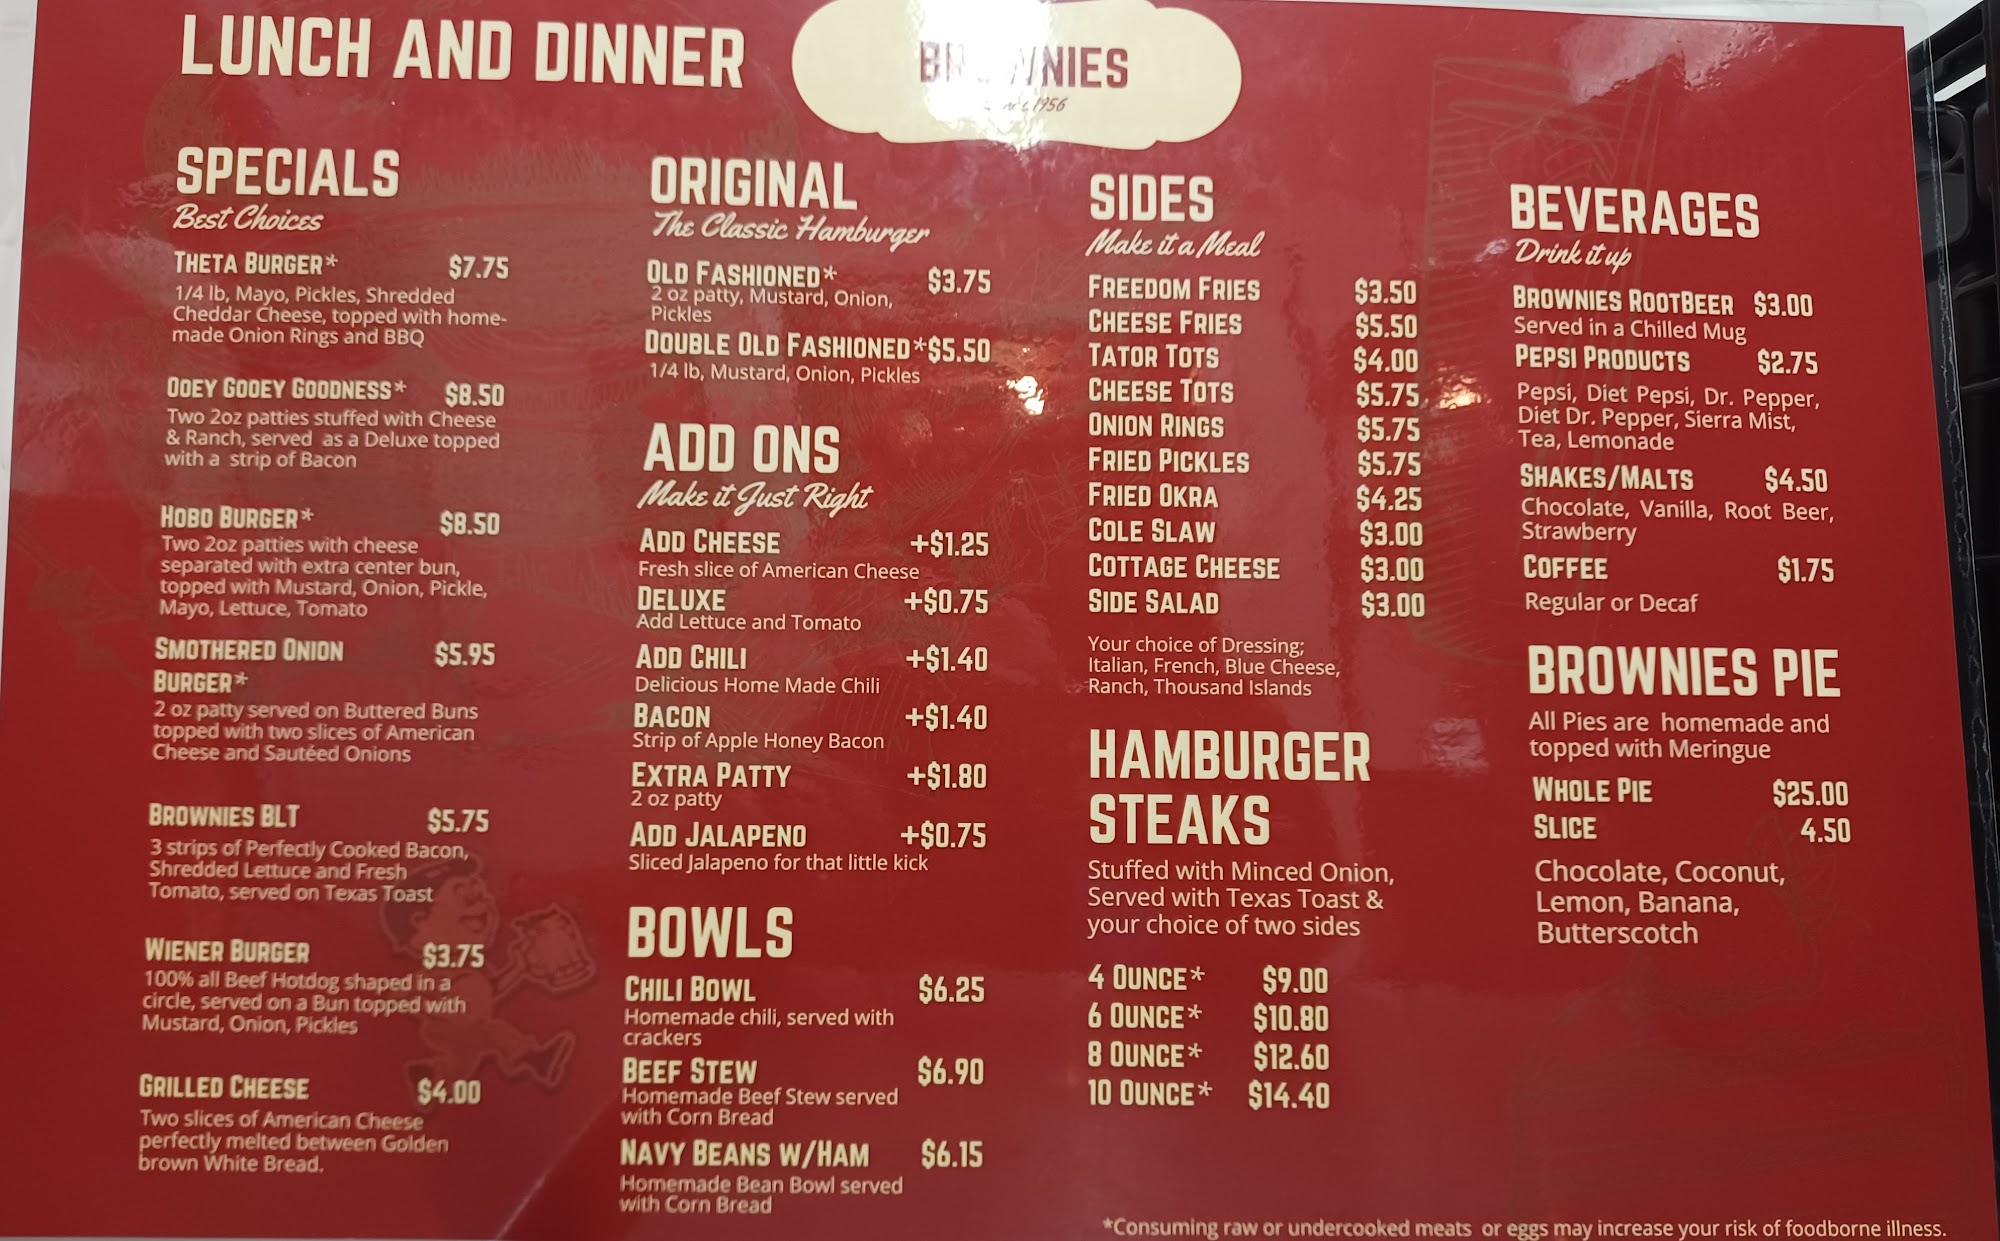 LUNCH AND DINNER
BROWNIES
1956
SPECIALS
Best Choices
THETA BURGER* $7.75
1/4 lb, Mayo, Pickles, Shredded
Cheddar Cheese, topped with home-
made Onion Rings and BBQ
OOEY GOOEY GOODNESS* $8.50
Two 2oz patties stuffed with Cheese
& Ranch, served as a Deluxe topped
with a strip of Bacon
HOBO BURGER* $8.50
Two 2oz patties with cheese
separated with extra center bun,
topped with Mustard, Onion, Pickle,
Mayo, Lettuce, Tomato
SMOTHERED ONION $5.95
BURGER*
2 oz patty served on Buttered Buns
topped with two slices of American
Cheese and Sautéed Onions
BROWNIES BLT $5.75
3 strips of Perfectly Cooked Bacon,
Shredded Lettuce and Fresh
Tomato, served on Texas Toast
WIENER BURGER $3.75
100% all Beef Hotdog shaped in a
circle, served on a Bun topped with
Mustard, Onion, Pickles
GRILLED CHEESE $4.00
Two slices of American Cheese
perfectly melted between Golden
brown White Bread.
ORIGINAL
The Classic Hamburger
OLD FASHIONED* $3.75
2 oz patty, Mustard, Onion,
Pickles
DOUBLE OLD FASHIONED* $5.50
1/4 lb, Mustard, Onion, Pickles
ADD ONS
Make it Just Right
ADD CHEESE +$1.25
Fresh slice of American Cheese
DELUXE +$0.75
Add Lettuce and Tomato
ADD CHILI +$1.40
Delicious Home Made Chili
BACON +$1.40
Strip of Apple Honey Bacon
EXTRA PATTY +$1.80
2 oz patty
ADD JALAPENO +$0.75
Sliced Jalapeno for that little kick
BOWLS
CHILI BOWL $6.25
Homemade chili, served with
crackers
BEEF STEW $6.90
Homemade Beef Stew served
with Corn Bread
NAVY BEANS W/HAM $6.15
Homemade Bean Bowl served
with Corn Bread
SIDES
Make it a Meal
FREEDOM FRIES $3.50
CHEESE FRIES $5.50
TATOR TOTS $4.00
CHEESE TOTS $5.75
ONION RINGS $5.75
FRIED PICKLES $5.75
FRIED OKRA $4.25
COLE SLAW $3.00
COTTAGE CHEESE $3.00
SIDE SALAD $3.00
Your choice of Dressing;
Italian, French, Blue Cheese,
Ranch, Thousand Islands
HAMBURGER
STEAKS
Stuffed with Minced Onion,
Served with Texas Toast &
your choice of two sides
4 OUNCE* $9.00
6 OUNCE* $10.80
8 OUNCE* $12.60
10 OUNCE* $14.40
BEVERAGES
Drink it up
BROWNIES ROOTBEER $3.00
Served in a Chilled Mug
PEPSI PRODUCTS $2.75
Pepsi, Diet Pepsi, Dr. Pepper,
Diet Dr. Pepper, Sierra Mist,
Tea, Lemonade
SHAKES/MALTS $4.50
Chocolate, Vanilla, Root Beer,
Strawberry
COFFEE $1.75
Regular or Decaf
BROWNIES PIE
All Pies are homemade and
topped with Meringue
WHOLE PIE $25.00
SLICE 4.50
Chocolate, Coconut,
Lemon, Banana,
Butterscotch
*Consuming raw or undercooked meats or eggs may increase your risk of foodborne illness.